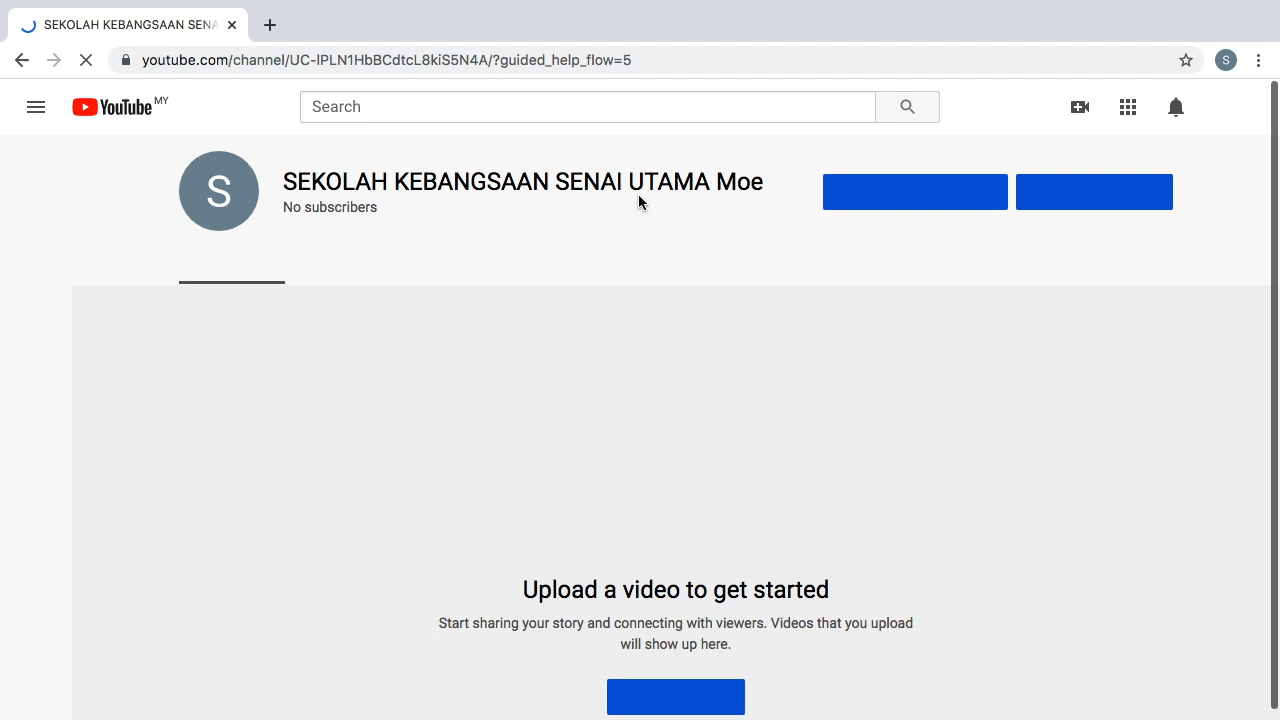 SEKOLAH KEBANGSAAN SENA
youtube.com/channel/UC-IPLN1HbBCdtcL8kiS5N4A/?guided_help_flow=5
S
YouTube MY
Search
S
SEKOLAH KEBANGSAAN SENAI UTAMA Moe
No subscribers
Upload a video to get started
Start sharing your story and connecting with viewers. Videos that you upload
will show up here.